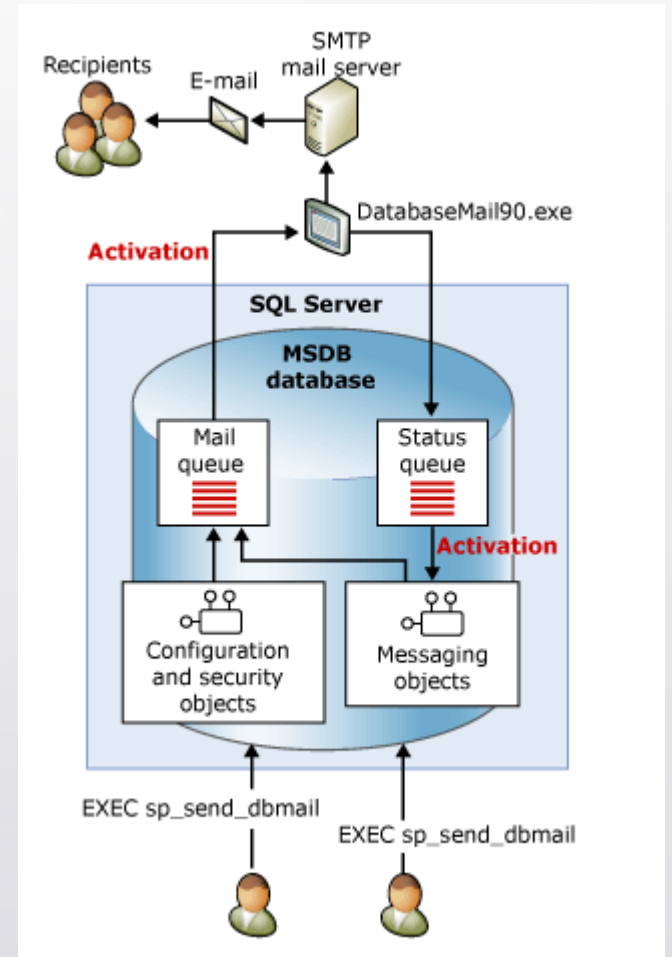 SMTP
mail server
Recipients
E-mail
DatabaseMail90.exe
Activation
SQL Server
MSDB
database
Mail
queue
Status
queue
Activation
Configuration
and security
objects
Messaging
objects
EXEC sp_send_dbmail
EXEC sp_send_dbmail